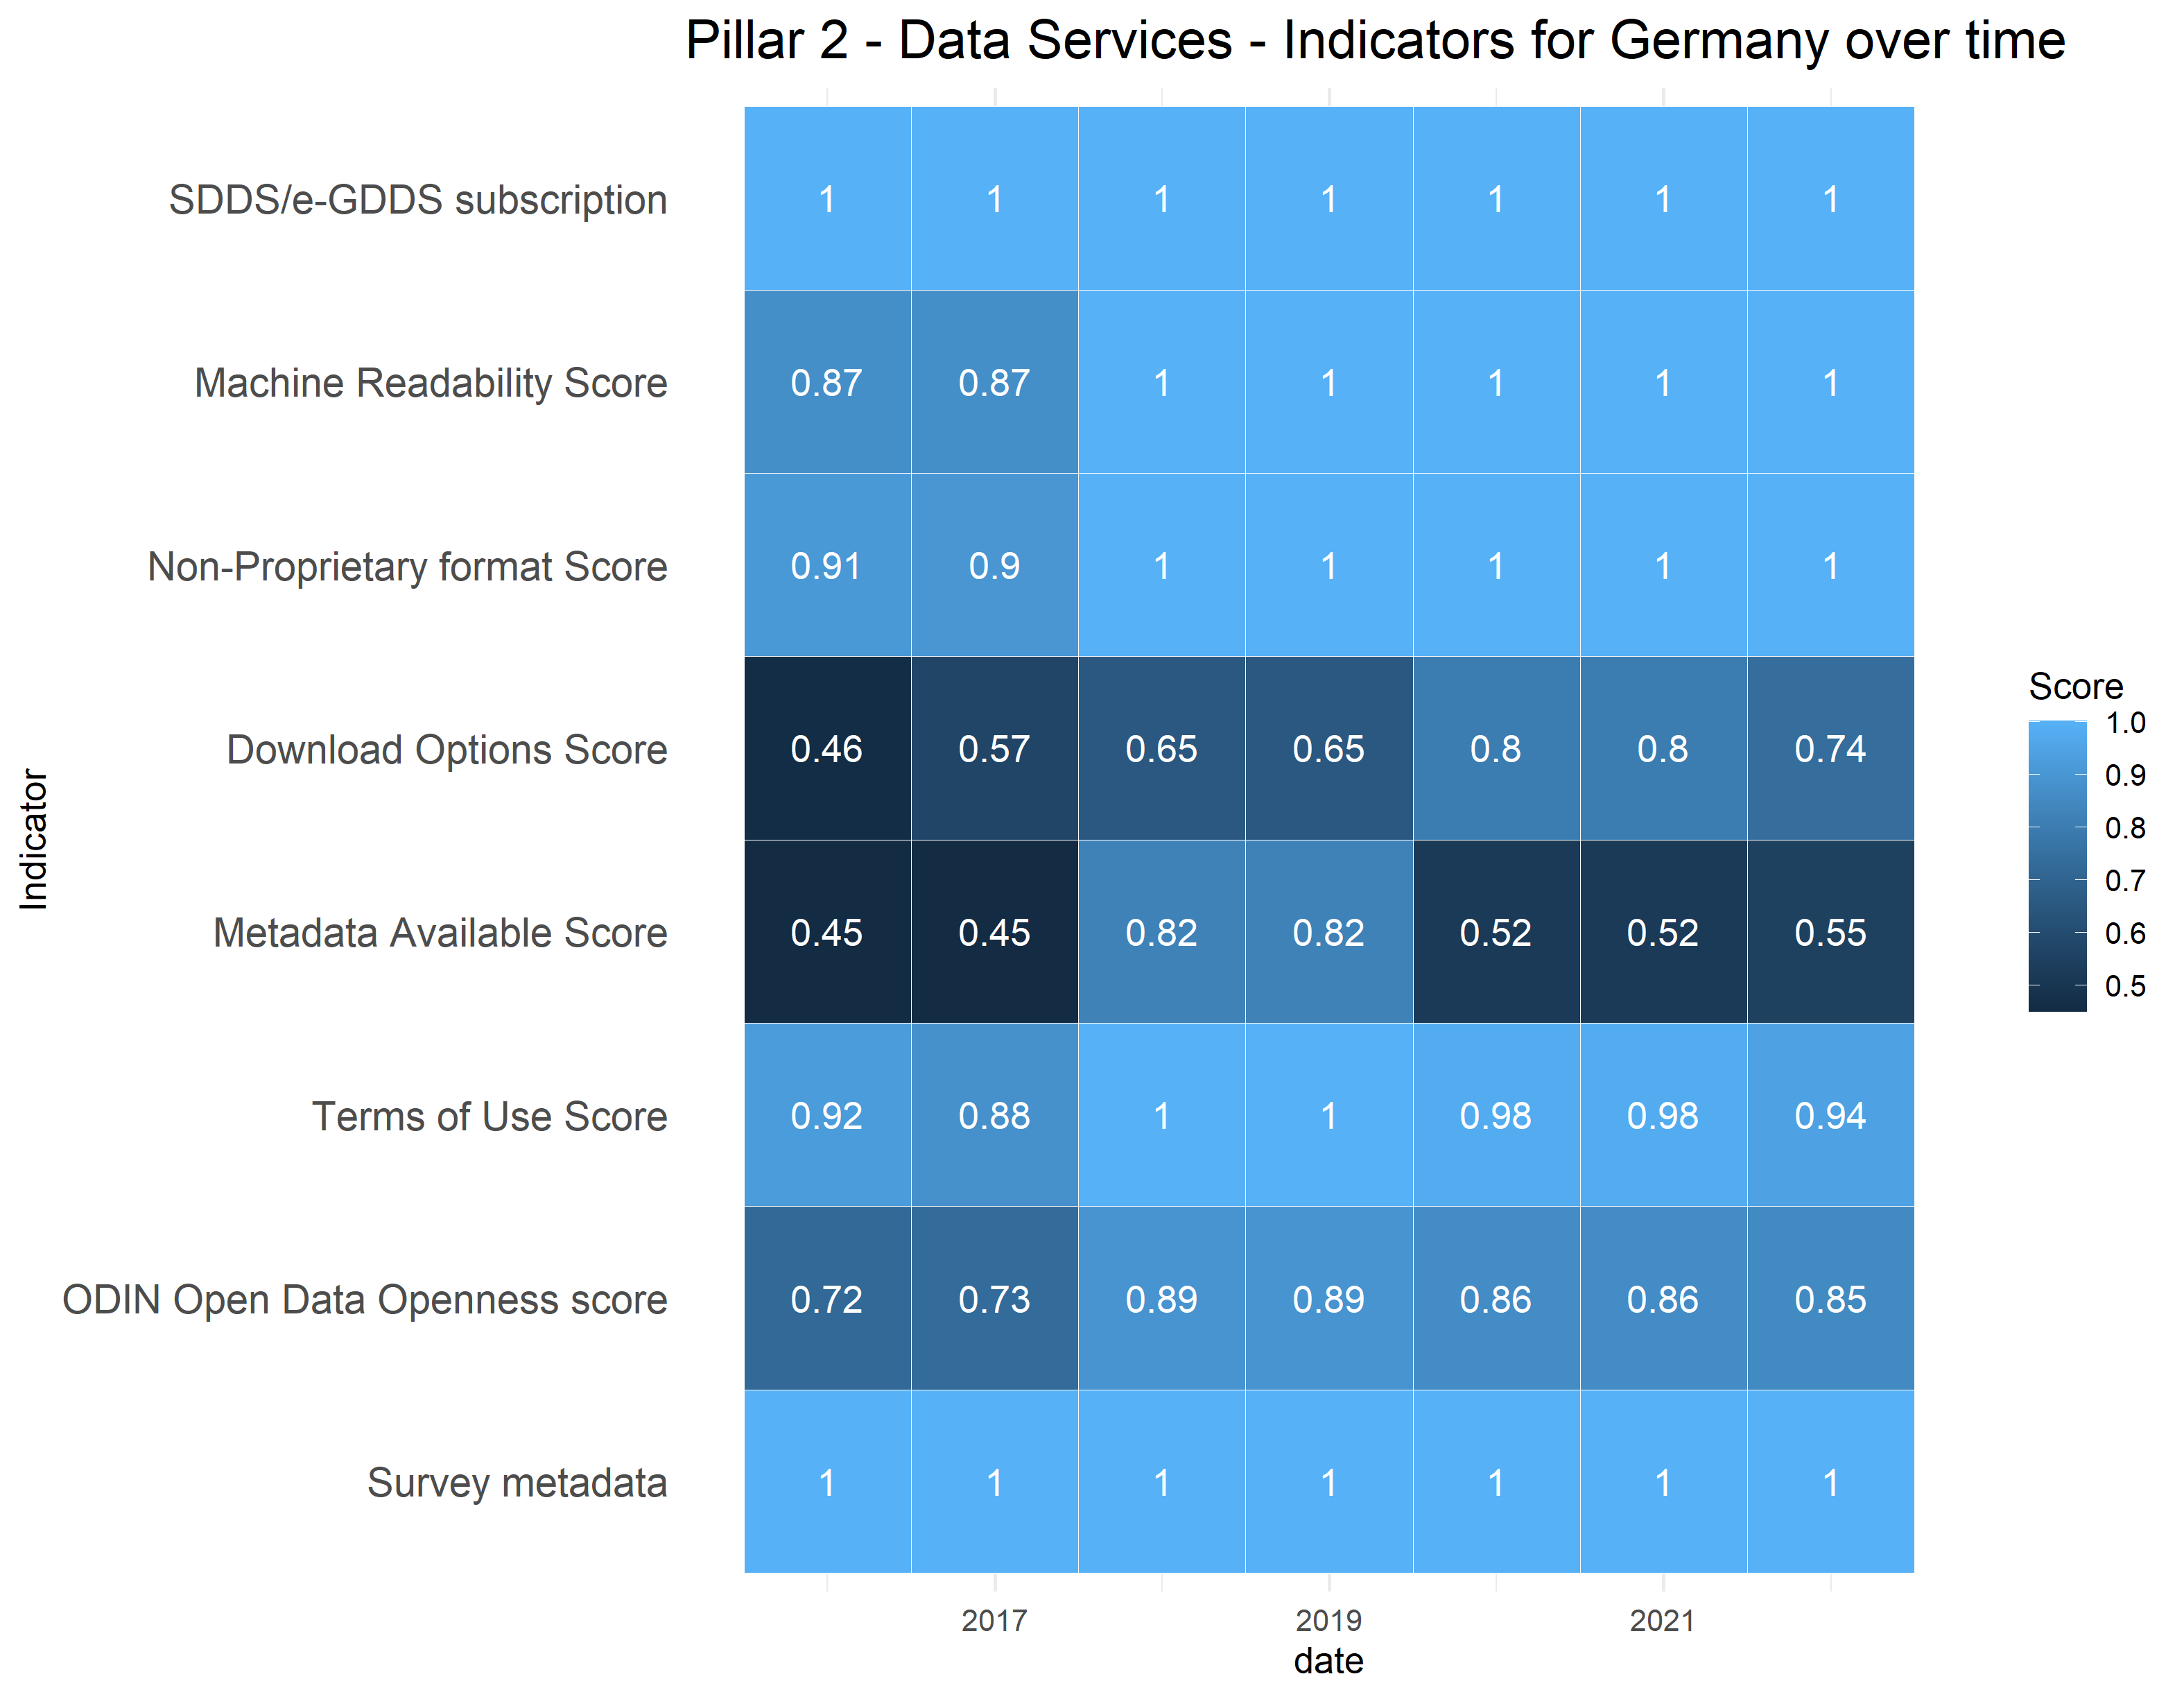 Pillar 2 - Data Services - Indicators for Germany over time
SDDS/e-GDDS subscription 1 1 1 1 1 1 1
Machine Readability Score 0.87 0.87 1 1 1 1 1
Non-Proprietary format Score 0.91 0.9 1 1 1 1 1
Download Options Score 0.46 0.57 0.65 0.65 0.8 0.8 0.74
Metadata Available Score 0.45 0.45 0.82 0.82 0.52 0.52 0.55
Terms of Use Score 0.92 0.88 1 1 0.98 0.98 0.94
ODIN Open Data Openness score 0.72 0.73 0.89 0.89 0.86 0.86 0.85
Survey metadata 1 1 1 1 1 1 1
Indicator
2017 2019 2021
date
Score
1.0
0.9
0.8
0.7
0.6
0.5